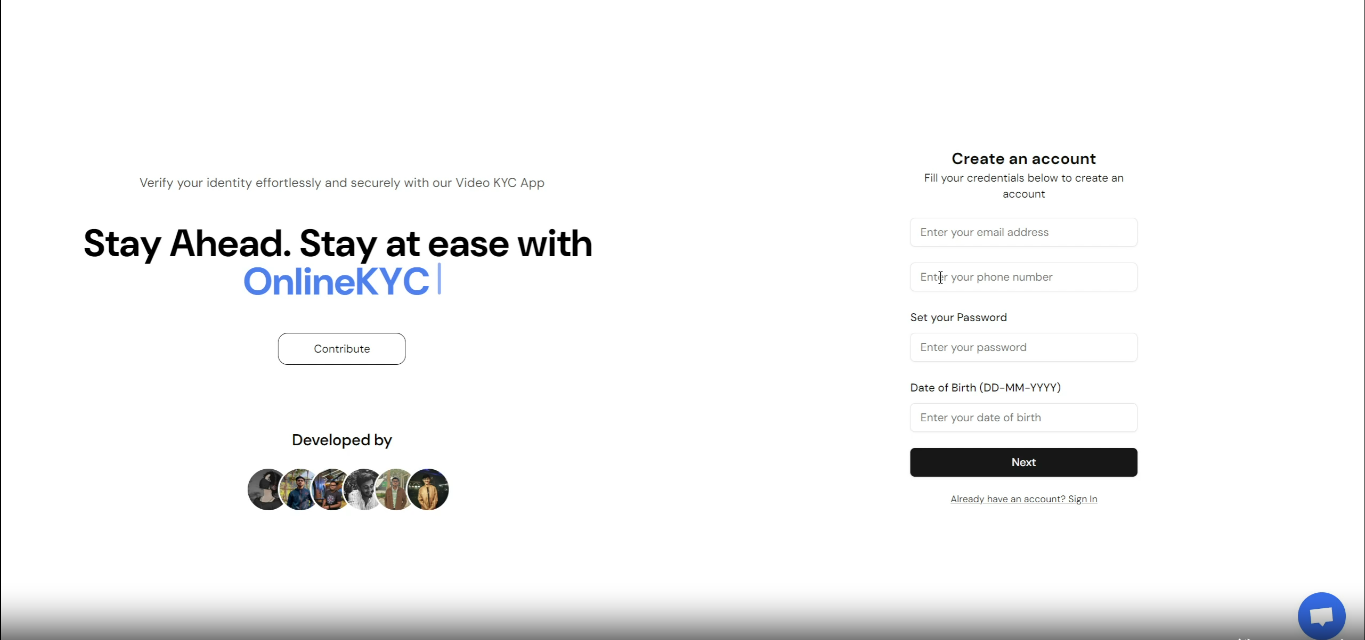 Verify your identity effortlessly and securely with our Video KYC App
Stay Ahead. Stay at ease with
OnlineKYC
Contribute
Developed by
Create an account
Fill your credentials below to create an
account
Enter your email address
Enter your phone number
Set your Password
Enter your password
Date of Birth (DD-MM-YYYY)
Enter your date of birth
Next
Already have an account? Sign In